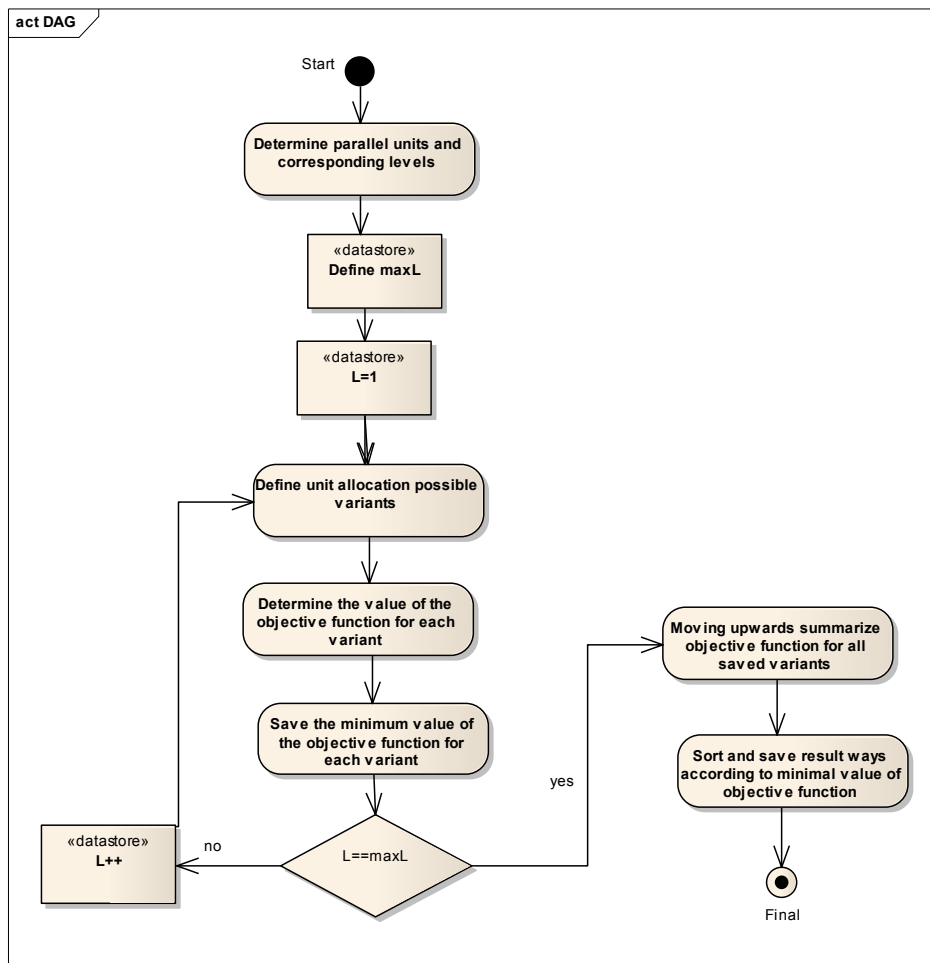 act DAG
Start
Determine parallel units and
corresponding levels
«datastore»
Define maxL
«datastore»
L=1
Define unit allocation possible
variants
Determine the value of the
objective function for each
variant
Save the minimum value of
the objective function for
each variant
L==maxL
no
«datastore»
L++
yes
Moving upwards summarize
objective function for all
saved variants
Sort and save result ways
according to minimal value of
objective function
Final